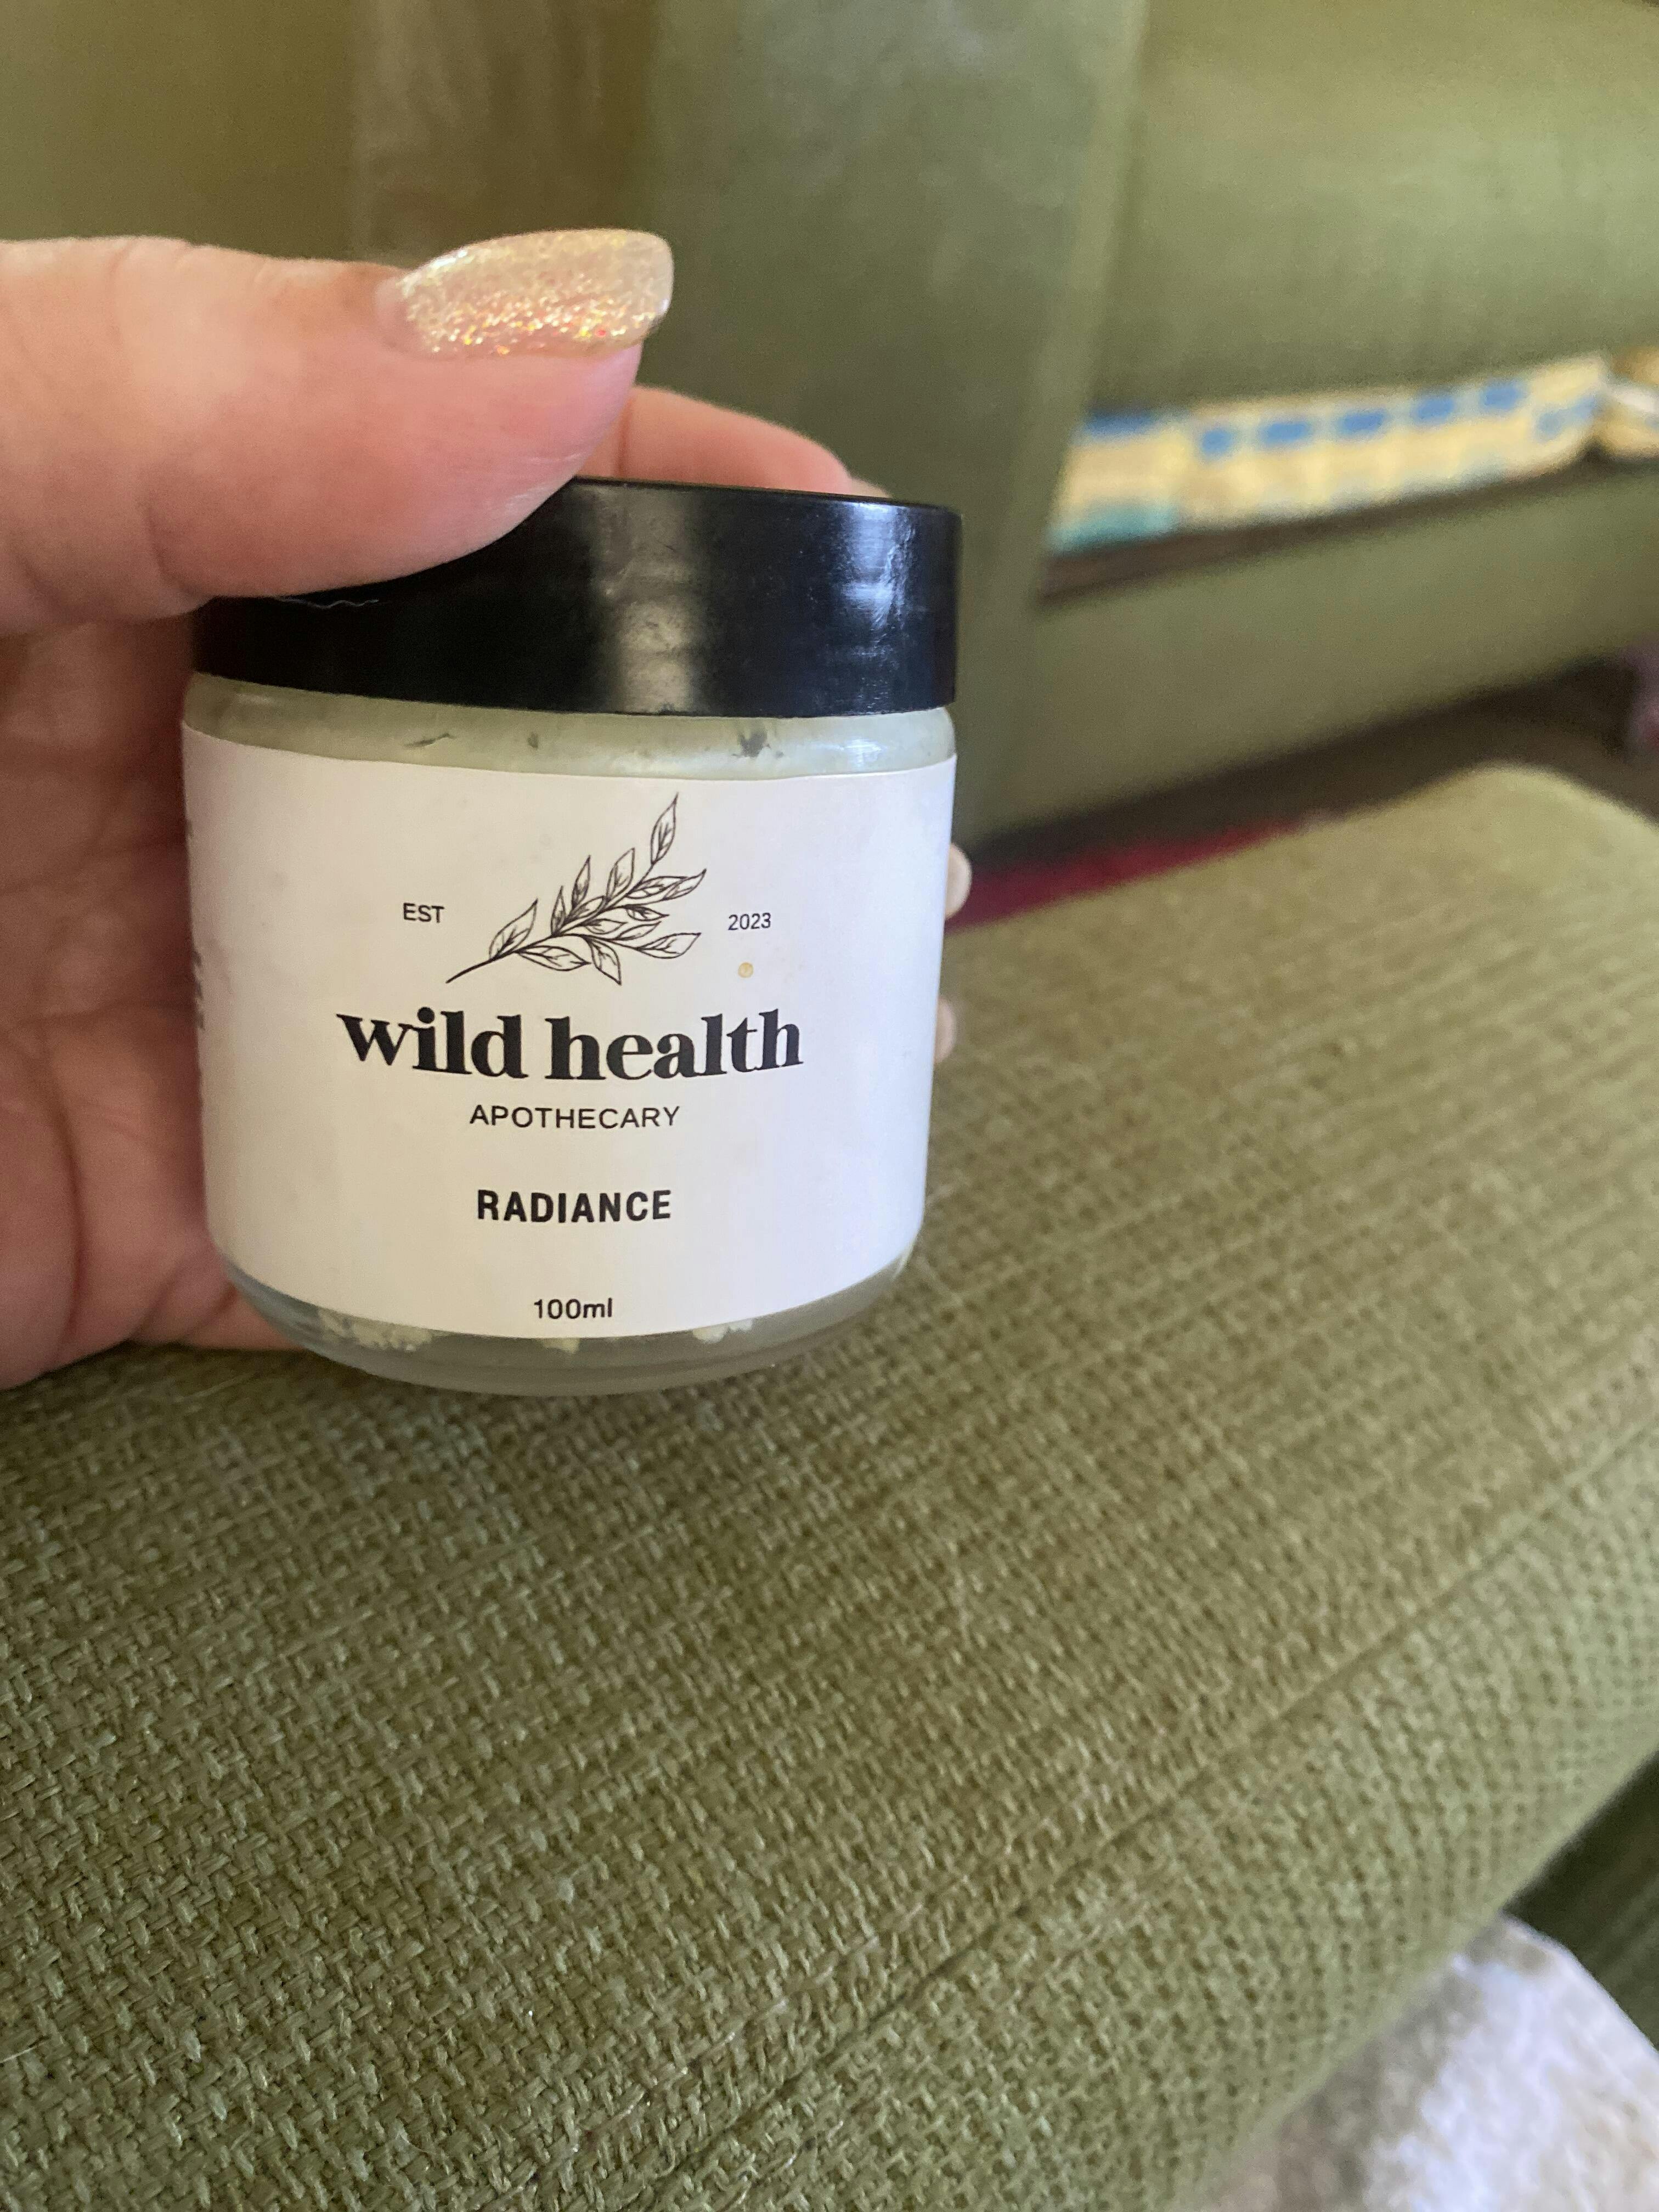 EST 2023
wild health
APOTHECARY
RADIANCE
100ml